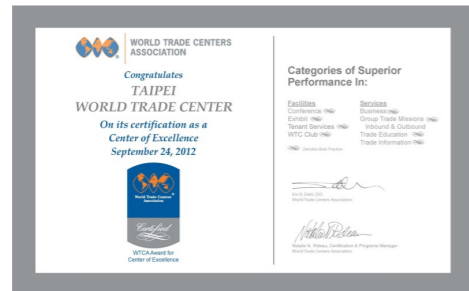 WORLD TRADE CENTERS
ASSOCIATION
Congratulates
TAIPEI
WORLD TRADE CENTER
On its certification as a
Center of Excellence
September 24, 2012
World Trade Centers
Association
Certified
WTCA Award for
Center of Excellence
Categories of Superior
Performance In:
Facilities
Conference
Exhibit
Tenant Services
WTC Club
Services
Business
Group Trade Missions
Inbound & Outbound
Trade Education
Trade Information
Denotes Best Practice
World Trade Centers Association
Certification & Programs Manager
World Trade Centers Association